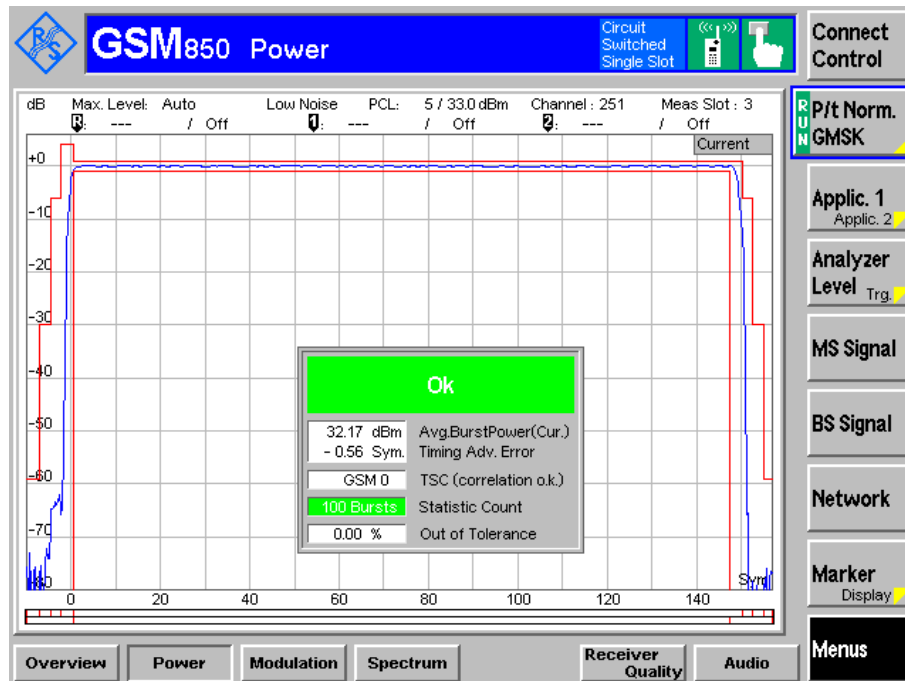 R&S
GSM850 Power
Circuit
Switched
Single Slot
Connect
Control
dB Max. Level: Auto Low Noise PCL: 5 / 33.0 dBm Channel : 251 Meas Slot : 3
R: --- / Off 1: --- / Off 2: --- / Off
Current
RUN
P/t Norm.
GMSK
Applic. 1
Applic. 2
Analyzer
Level Trg.
MS Signal
BS Signal
Network
Marker
Display
Menus
+0
-10
-20
-30
-40
-50
-60
-70
-80
Ok
32.17 dBm Avg.BurstPower(Cur.)
- 0.56 Sym. Timing Adv. Error
GSM 0 TSC (correlation o.k.)
100 Bursts Statistic Count
0.00 % Out of Tolerance
Sym
0 20 40 60 80 100 120 140
Overview Power Modulation Spectrum Receiver Quality Audio